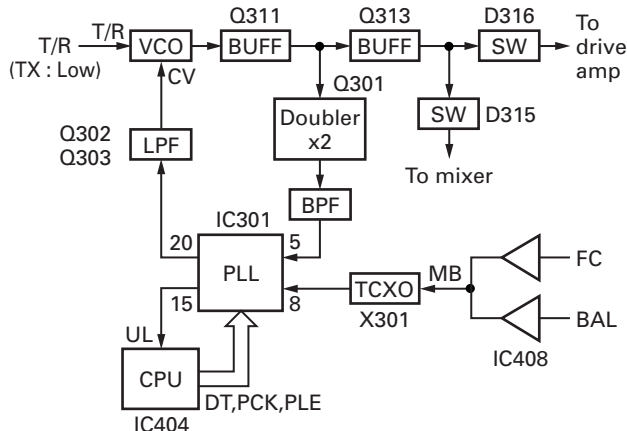 Q311
Q313
D316
T/R
T/R
VCO
BUFF
BUFF
SW
To
drive
amp
(TX : Low)
CV
Q301
Doubler
x2
SW
D315
Q302
Q303
LPF
To mixer
BPF
IC301
20
5
PLL
MB
FC
15
8
TCXO
X301
BAL
UL
IC408
CPU
DT,PCK,PLE
IC404